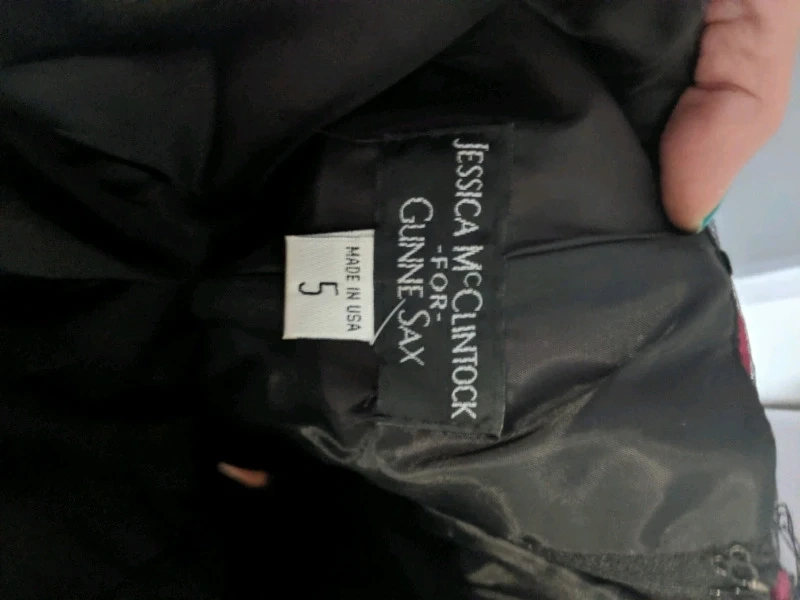 JESSICA MCCLINTOCK
-FOR-
GUNNE SAX
MADE IN USA
5